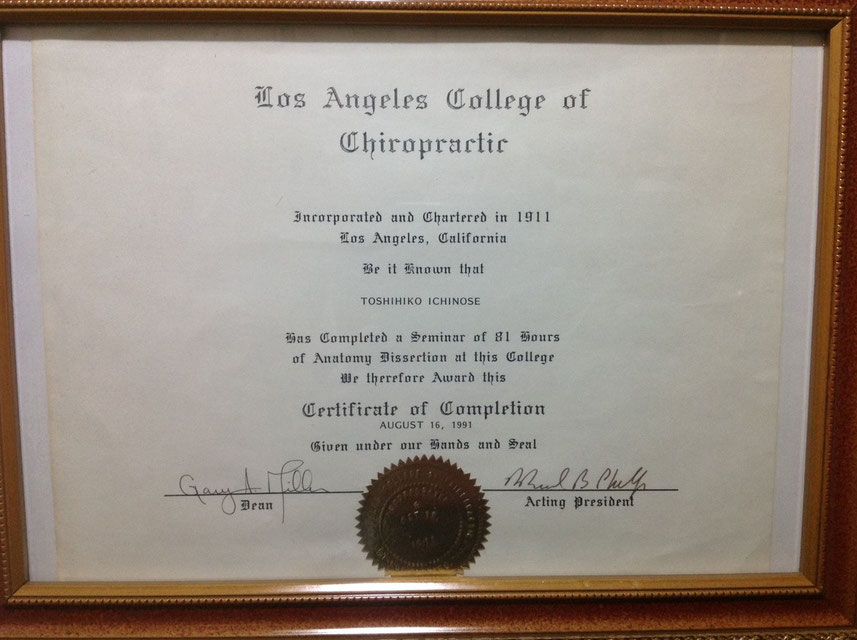 Los Angeles College of
Chiropractic
Incorporated and Chartered in 1911
Los Angeles, California
Be it Known that
TOSHIHIKO ICHINOSE
Has Completed a Seminar of 81 Hours
of Anatomy Dissection at this College
We therefore Award this
Certificate of Completion
AUGUST 16, 1991
Given under our Hands and Seal
Gary A. Miller
Dean
Acting President